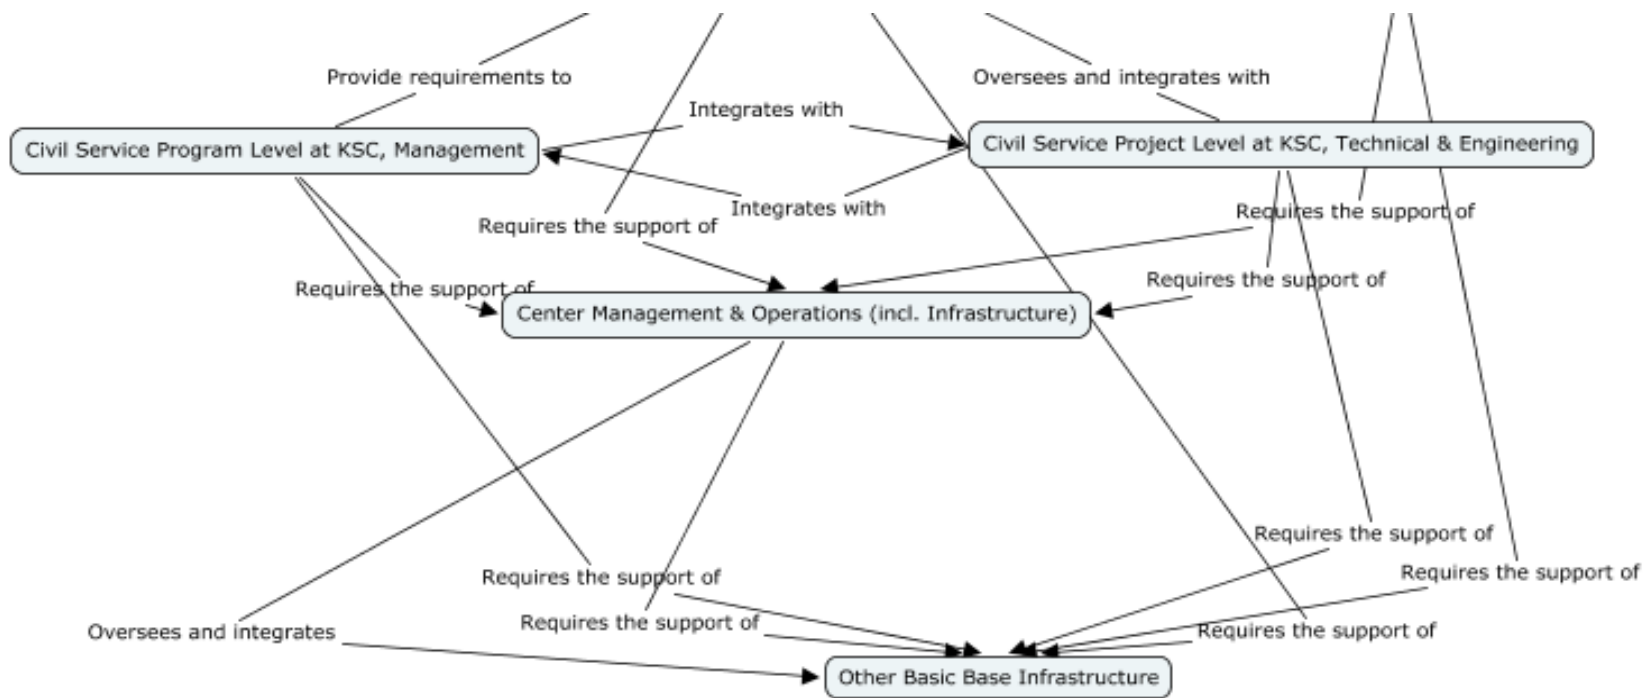 Provide requirements to
Oversees and integrates with
Integrates with
Civil Service Program Level at KSC, Management
Civil Service Project Level at KSC, Technical & Engineering
Integrates with
Requires the support of
Requires the support of
Requires the support of
Requires the support of
Center Management & Operations (incl. Infrastructure)
Requires the support of
Requires the support of
Requires the support of
Requires the support of
Oversees and integrates
Requires the support of
Other Basic Base Infrastructure